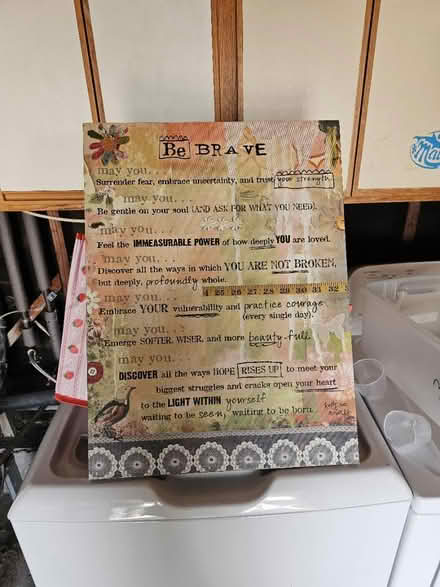 Be BRAVE
may you...
Surrender fear, embrace uncertainty, and trust your strength.
may you...
Be gentle on your soul (AND ASK FOR WHAT YOU NEED).
may you...
Feel the IMMEASURABLE POWER of how deeply YOU are loved.
may you...
Discover all the ways in which YOU ARE NOT BROKEN,
but deeply, profoundly whole.
4 25 26 27 28 29 30 31 32
may you...
Embrace YOUR vulnerability and practice courage
(every single day).
may you...
Emerge SOFTER, WISER, and more beauty-full.
may you...
DISCOVER all the ways HOPE RISES UP to meet your
biggest struggles and cracks open your heart
to the LIGHT WITHIN yourself
waiting to be seen, waiting to be born.